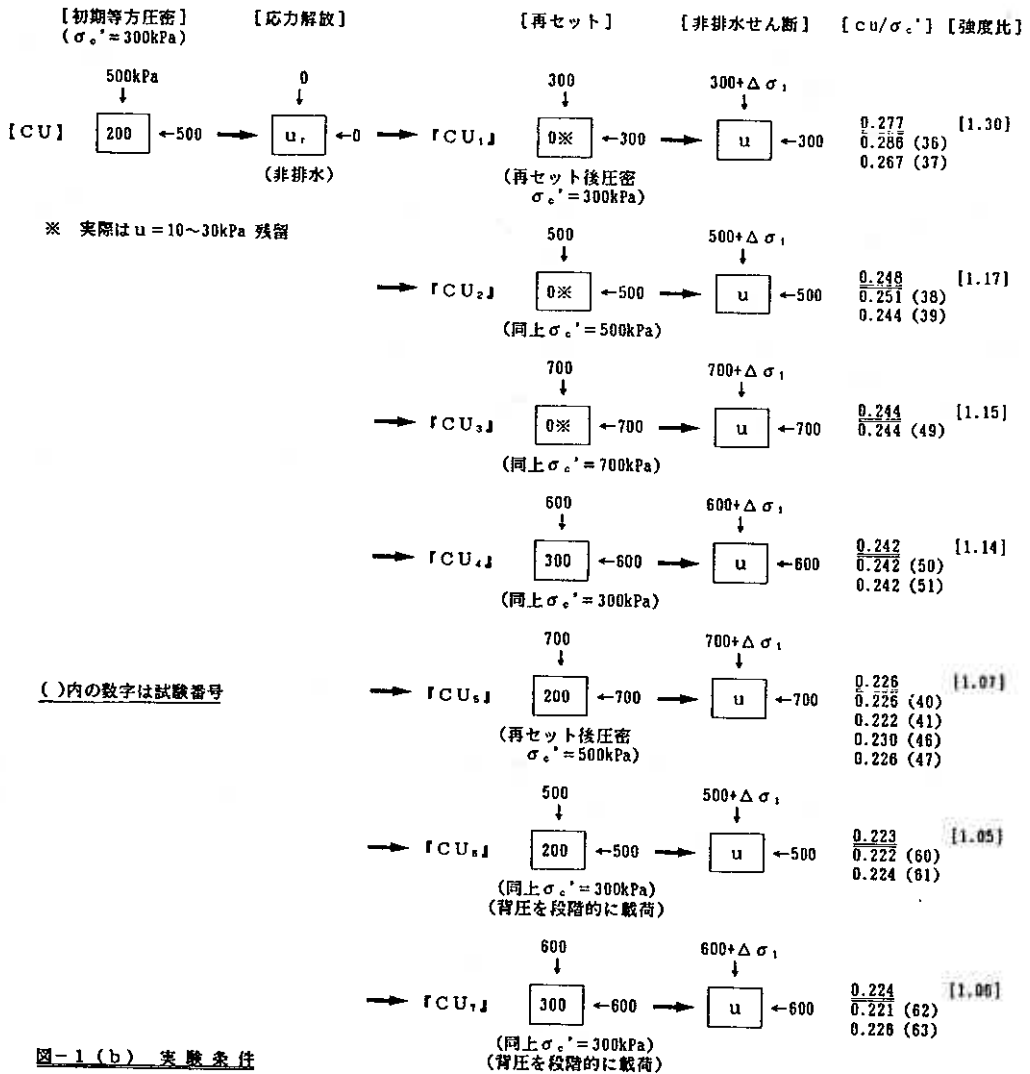 [初期等方圧密] [応力解放] [再セット] [非排水せん断] [cu/σc'] [強度比]
(σc'=300kPa)
500kPa 0 300 300+Δσ1
↓ ↓ ↓ ↓
【CU】 200 ←500 → ur ←0 → 『CU1』 0※ ←300 → u ←300 0.277 [1.30]
0.286 (36)
0.267 (37)
(非排水) (再セット後圧密
σc'=300kPa)
※ 実際はu=10~30kPa 残留
500 500+Δσ1
↓ ↓
→ 『CU2』 0※ ←500 → u ←500 0.248 [1.17]
0.251 (38)
0.244 (39)
(同上σc'=500kPa)
700 700+Δσ1
↓ ↓
→ 『CU3』 0※ ←700 → u ←700 0.244 [1.15]
0.244 (49)
(同上σc'=700kPa)
600 600+Δσ1
↓ ↓
→ 『CU4』 300 ←600 → u ←600 0.242 [1.14]
0.242 (50)
0.242 (51)
(同上σc'=300kPa)
700 700+Δσ1
↓ ↓
( )内の数字は試験番号 → 『CU5』 200 ←700 → u ←700 0.226 [1.07]
0.226 (40)
0.222 (41)
0.230 (46)
0.226 (47)
(再セット後圧密
σc'=500kPa)
500 500+Δσ1
↓ ↓
→ 『CU6』 200 ←500 → u ←500 0.223 [1.05]
0.222 (60)
0.224 (61)
(同上σc'=300kPa)
(背圧を段階的に載荷)
600 600+Δσ1
↓ ↓
→ 『CU7』 300 ←600 → u ←600 0.224 [1.06]
0.221 (62)
0.226 (63)
(同上σc'=300kPa)
(背圧を段階的に載荷)
図-1(b) 実験条件